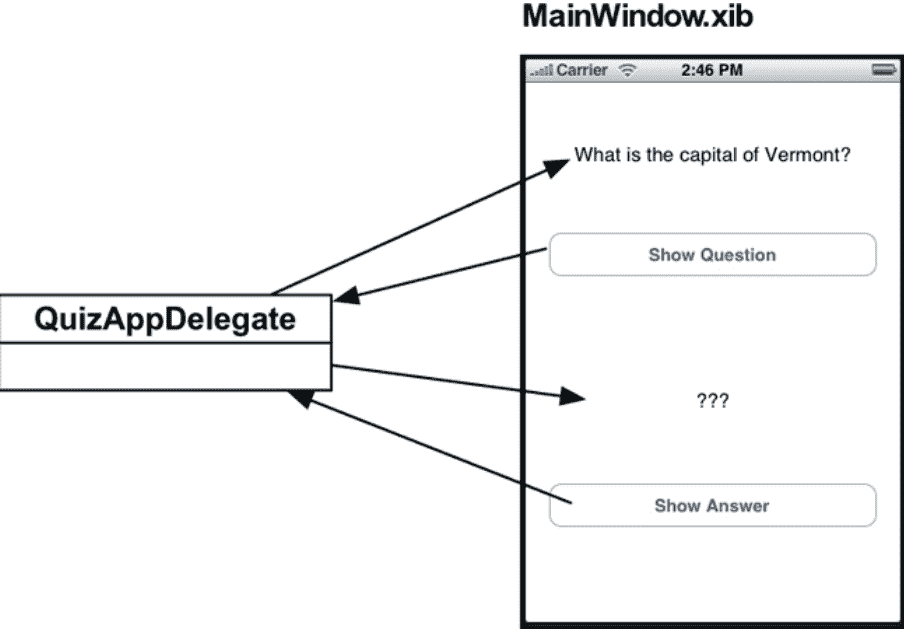 MainWindow.xib
Carrier 2:46 PM
What is the capital of Vermont?
Show Question
QuizAppDelegate
???
Show Answer